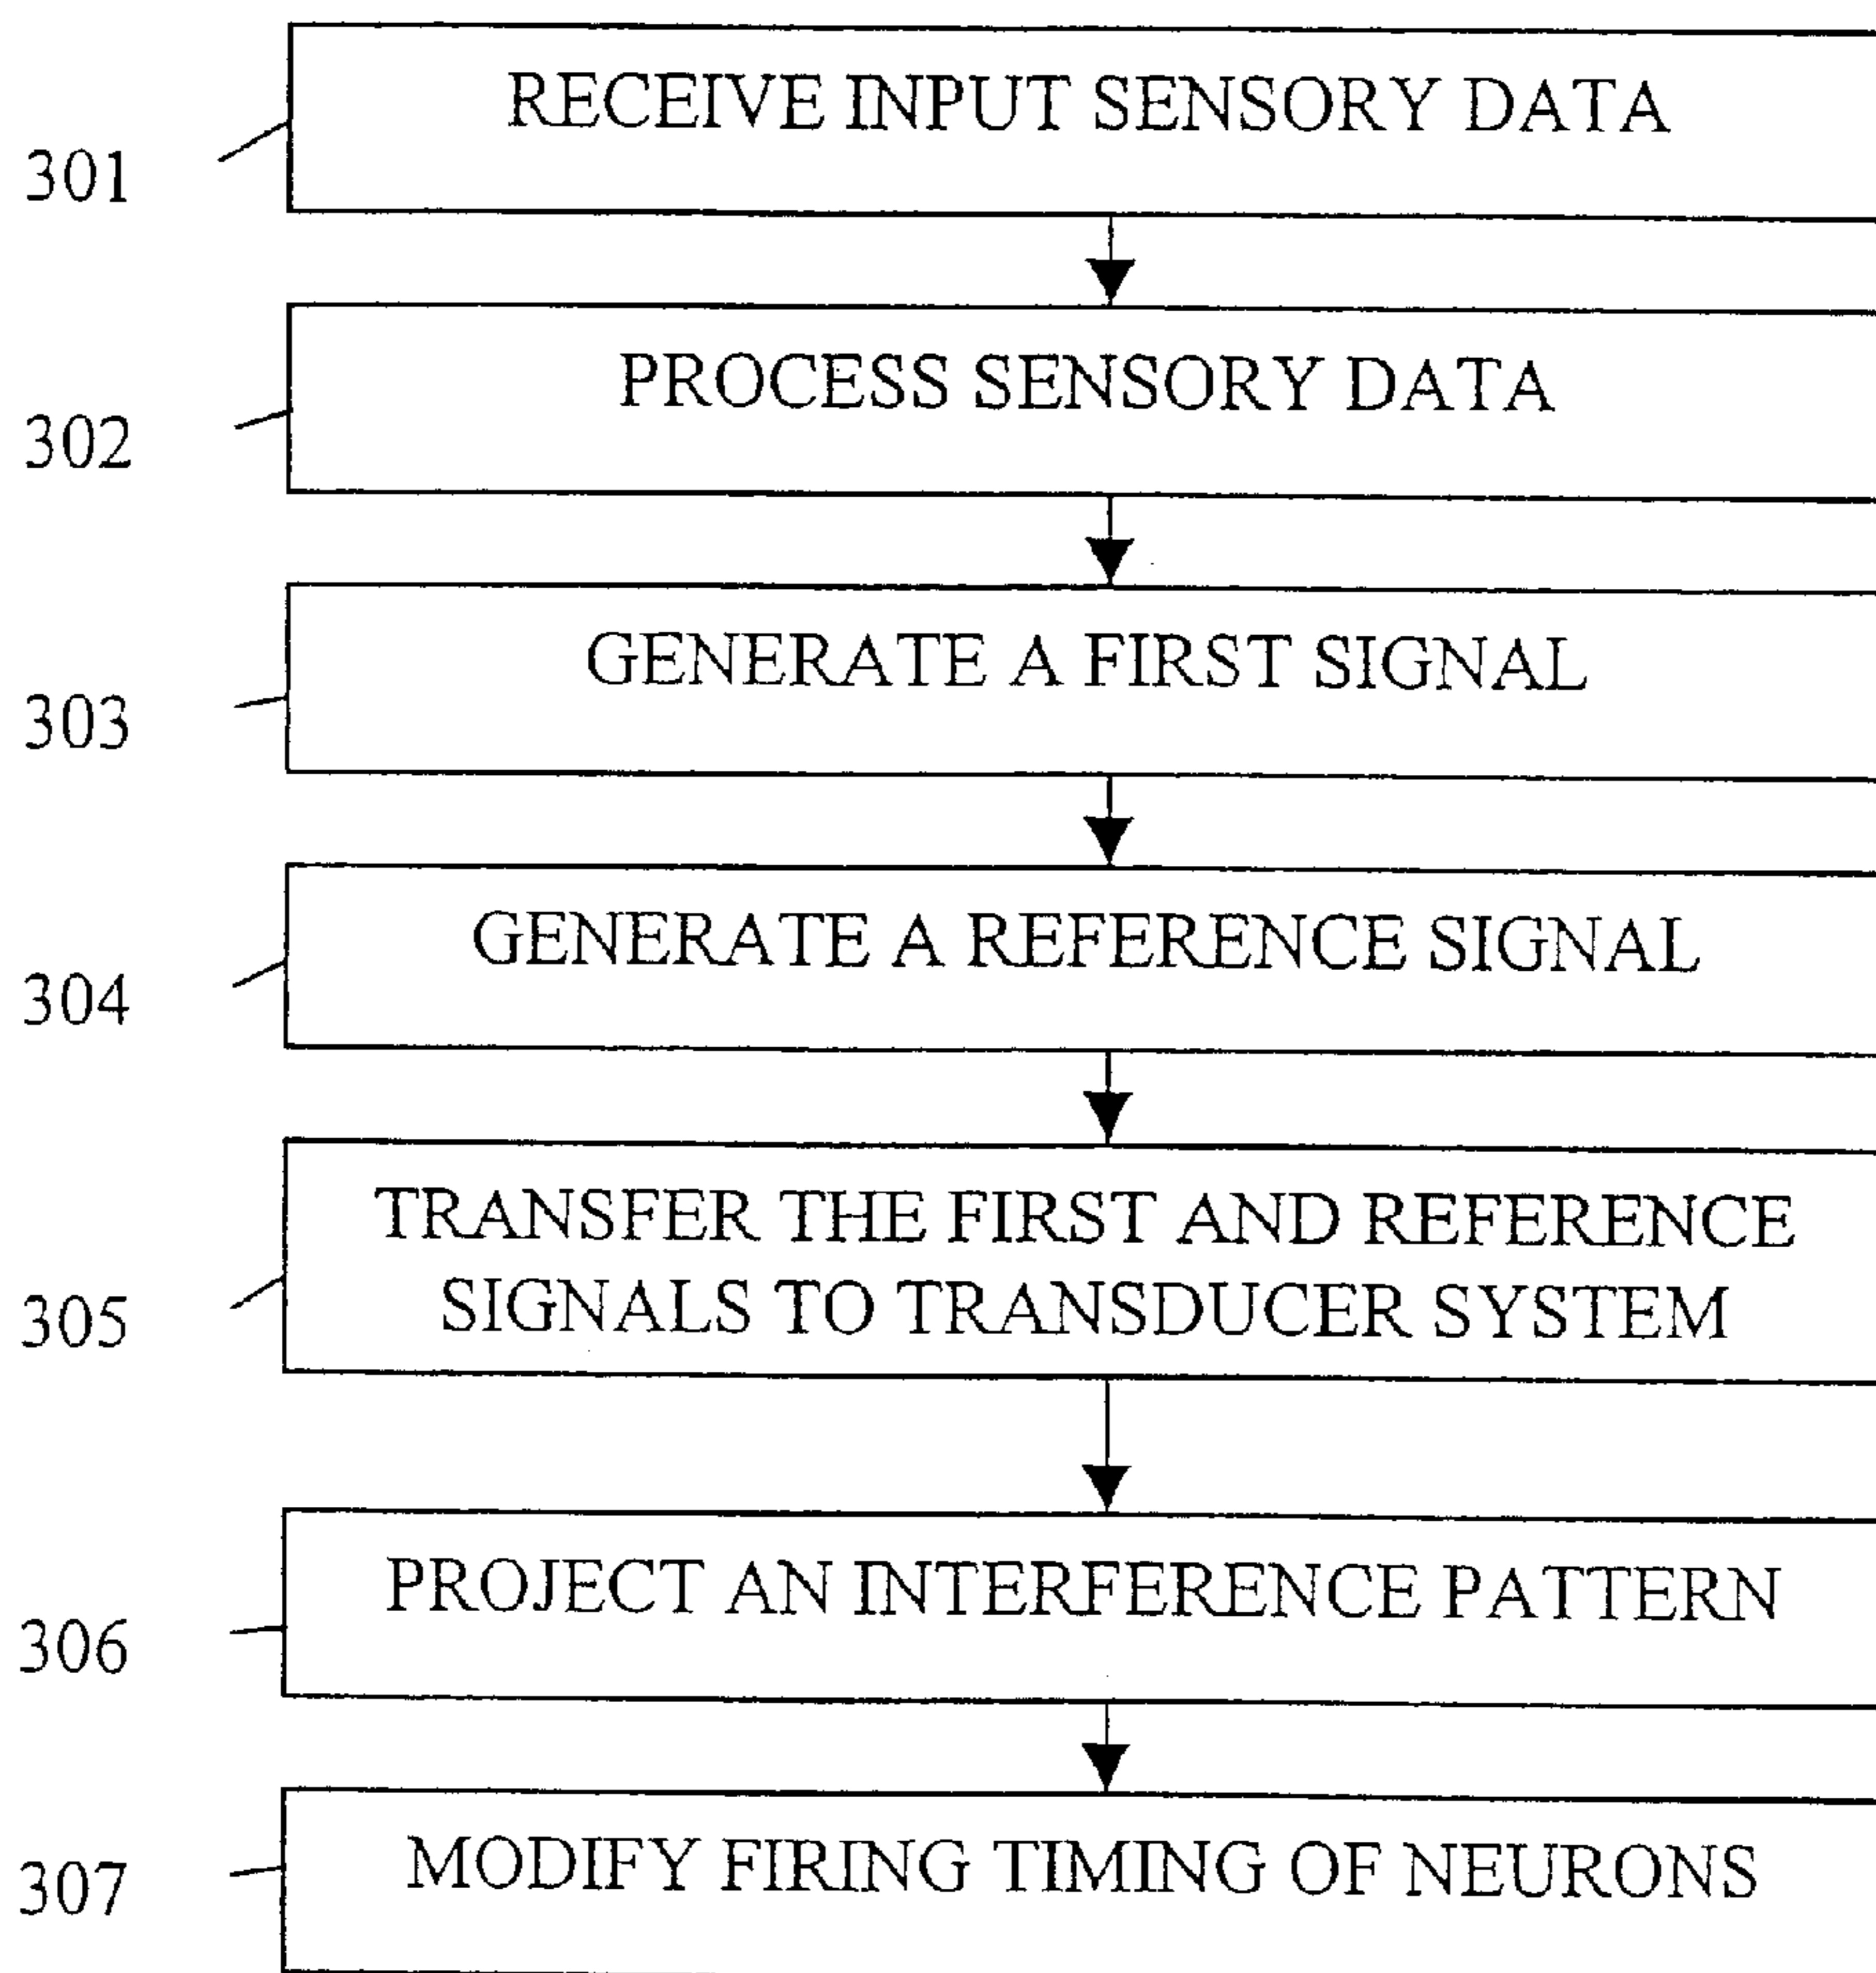 RECEIVE INPUT SENSORY DATA
301
PROCESS SENSORY DATA
302
GENERATE A FIRST SIGNAL
303
GENERATE A REFERENCE SIGNAL
304
TRANSFER THE FIRST AND REFERENCE
SIGNALS TO TRANSDUCER SYSTEM
305
PROJECT AN INTERFERENCE PATTERN
306
MODIFY FIRING TIMING OF NEURONS
307